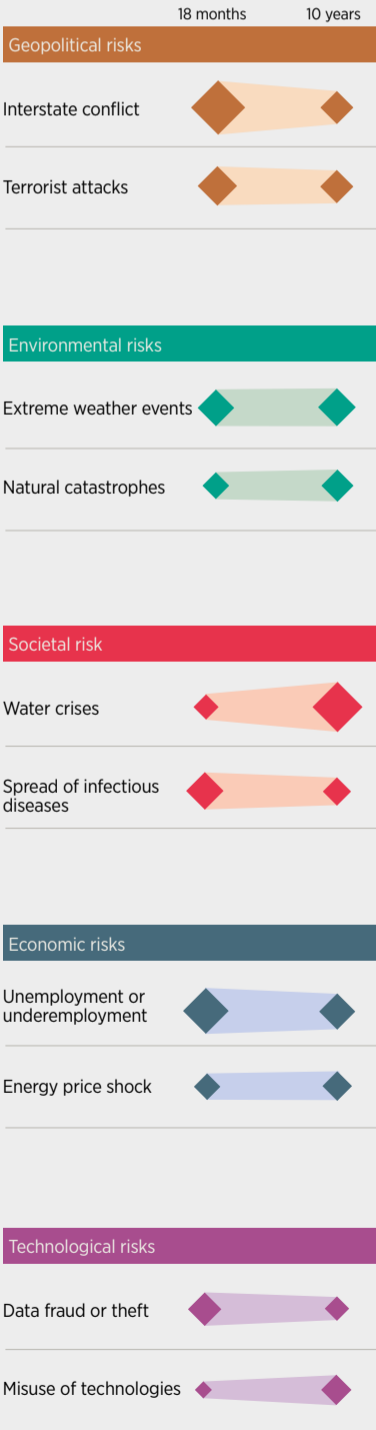 18 months 10 years
Geopolitical risks
Interstate conflict
Terrorist attacks
Environmental risks
Extreme weather events
Natural catastrophes
Societal risk
Water crises
Spread of infectious
diseases
Economic risks
Unemployment or
underemployment
Energy price shock
Technological risks
Data fraud or theft
Misuse of technologies